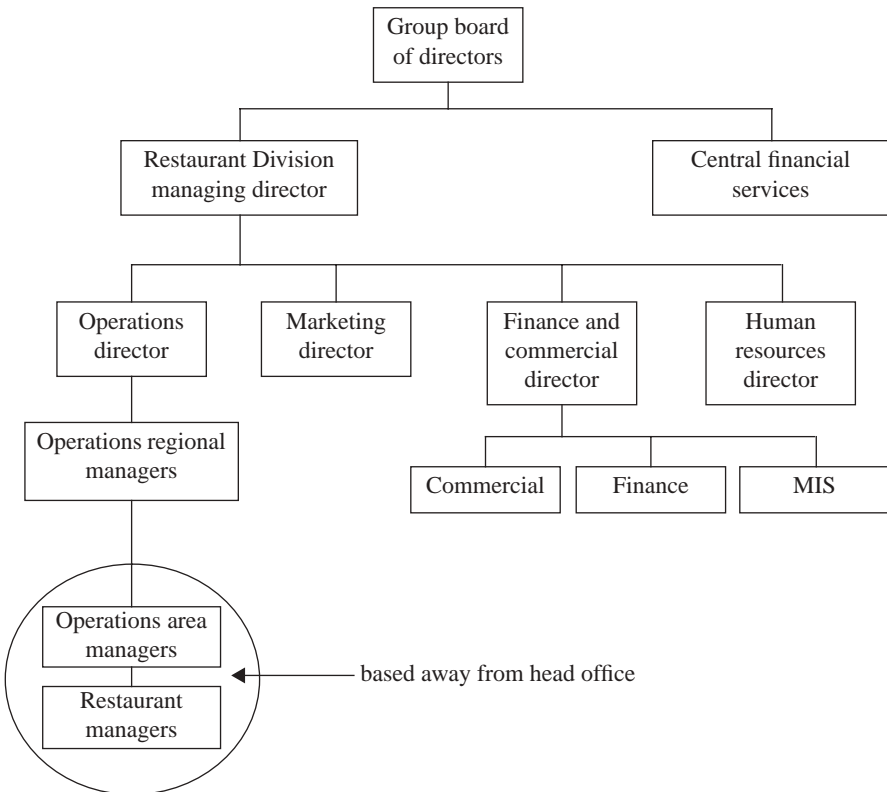 Group board
of directors
Restaurant Division
managing director
Central financial
services
Operations
director
Marketing
director
Finance and
commercial
director
Human
resources
director
Operations regional
managers
Commercial
Finance
MIS
Operations area
managers
based away from head office
Restaurant
managers